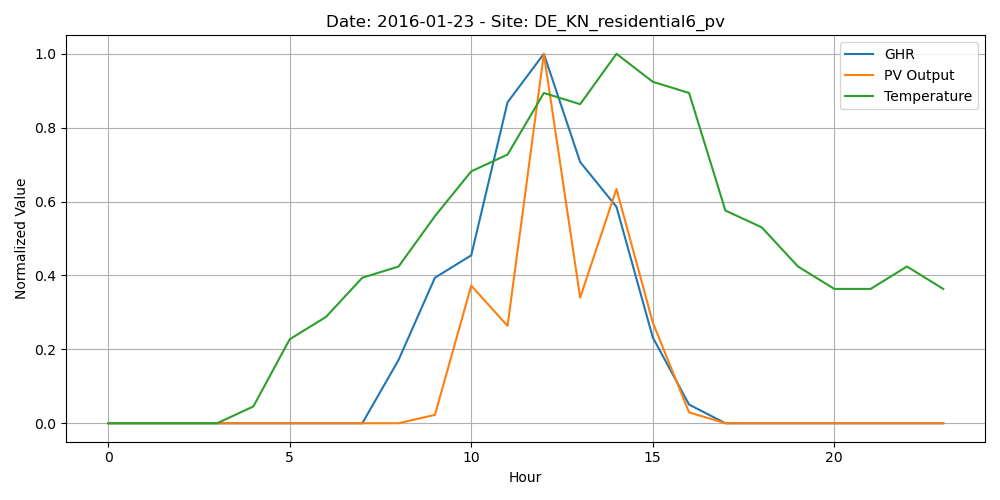 Date: 2016-01-23 - Site: DE_KN_residential6_pv
GHR
PV Output
Temperature
Normalized Value
1.0
0.8
0.6
0.4
0.2
0.0
0
5
10
15
20
Hour